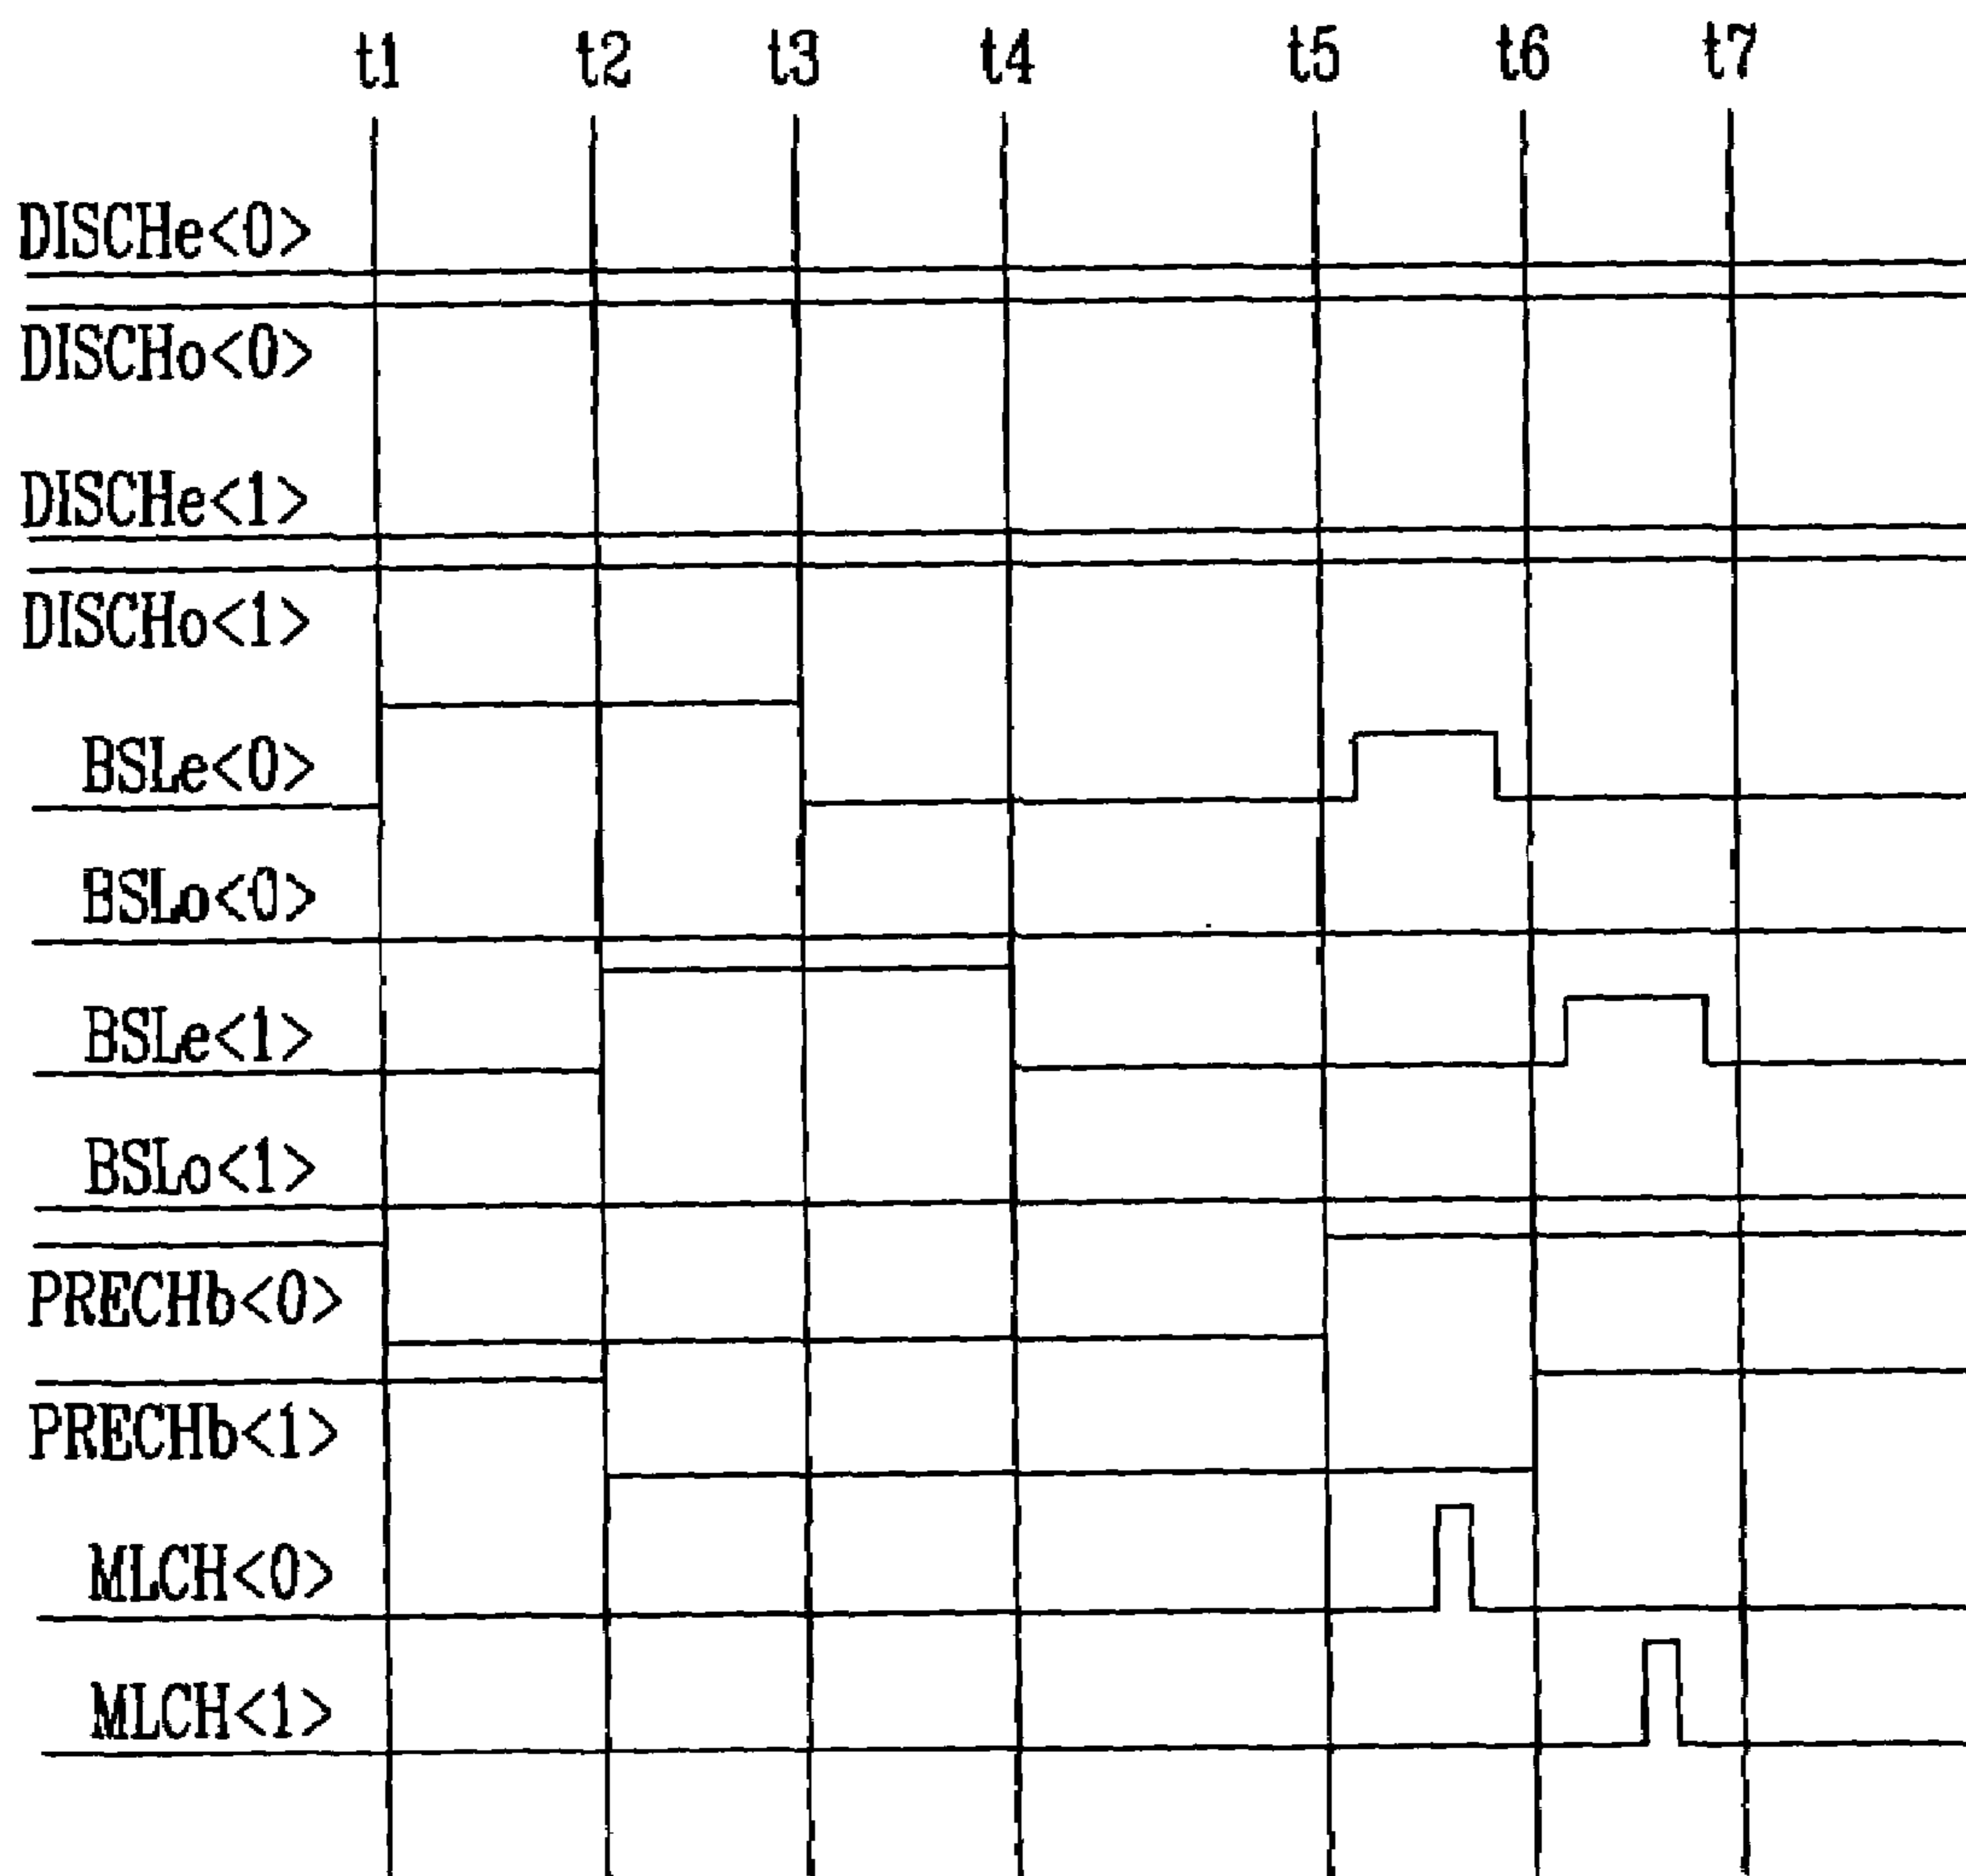 t1 t2 t3 t4 t5 t6 t7
DISCHe<0>
DISCHo<0>
DISCHe<1>
DISCHo<1>
BSLe<0>
BSLo<0>
BSLe<1>
BSLo<1>
PRECHb<0>
PRECHb<1>
MLCH<0>
MLCH<1>